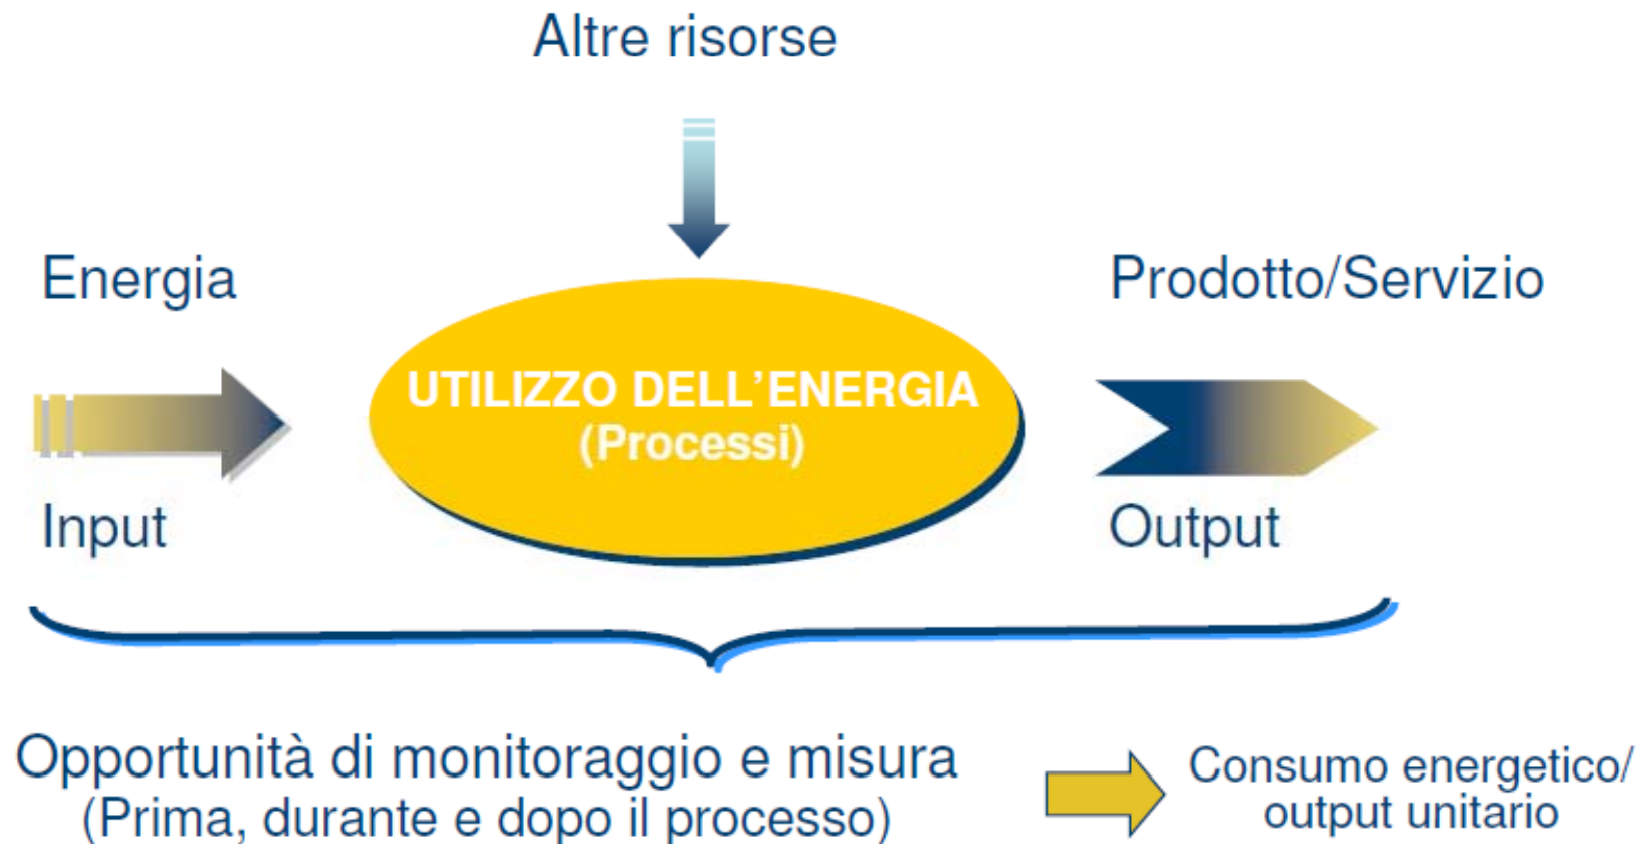 Altre risorse
Energia
Prodotto/Servizio
UTILIZZO DELL’ENERGIA
(Processi)
Input
Output
Opportunità di monitoraggio e misura
(Prima, durante e dopo il processo)
Consumo energetico/
output unitario